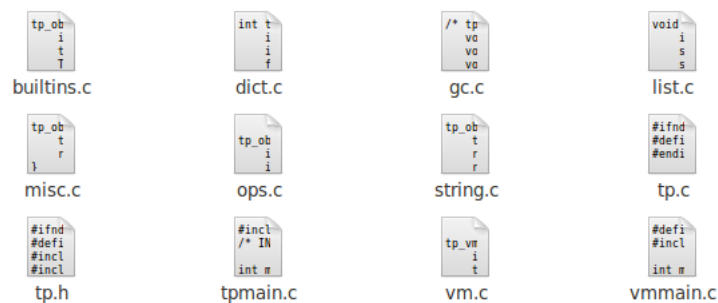 tp_ob int t /* tp void
i i va i
t i va s
T f va s
builtins.c dict.c gc.c list.c
tp_ob tp_ob #ifnd
t tp_ob t #defi
r i r #endi
} i r
misc.c ops.c string.c tp.c
#ifnd #incl #defi
#defi /* IN tp_vm #incl
#incl i
#incl int m t int m
tp.h tpmain.c vm.c vmmain.c